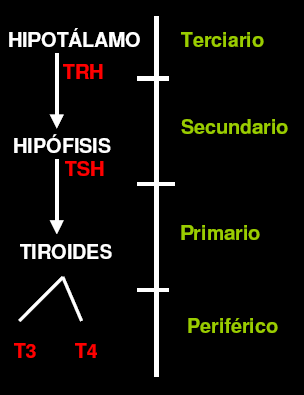 HIPOTÁLAMO Terciario
TRH
Secundario
HIPÓFISIS
TSH
Primario
TIROIDES
Periférico
T3 T4